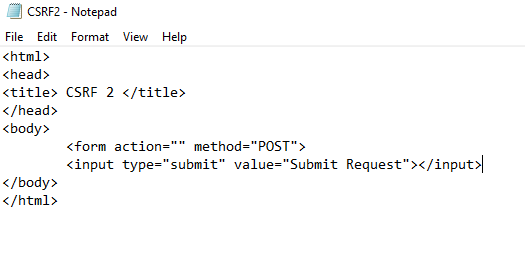 CSRF2 - Notepad
File Edit Format View Help
<html>
<head>
<title> CSRF 2 </title>
</head>
<body>
<form action="" method="POST">
<input type="submit" value="Submit Request"></input>
</body>
</html>